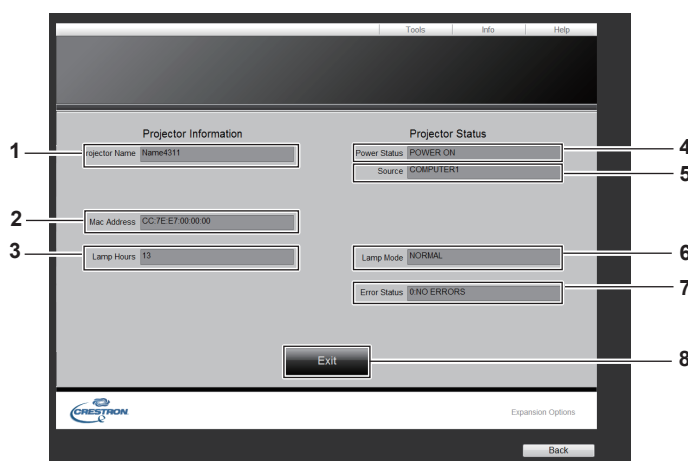 Tools Info Help
Projector Information Projector Status
1 rojector Name Name4311 Power Status POWER ON 4
Source COMPUTER1 5
2 Mac Address CC:7E:E7:00:00:00
3 Lamp Hours 13 Lamp Mode NORMAL 6
Error Status 0:NO ERRORS 7
Exit 8
CRESTRON Expansion Options
Back